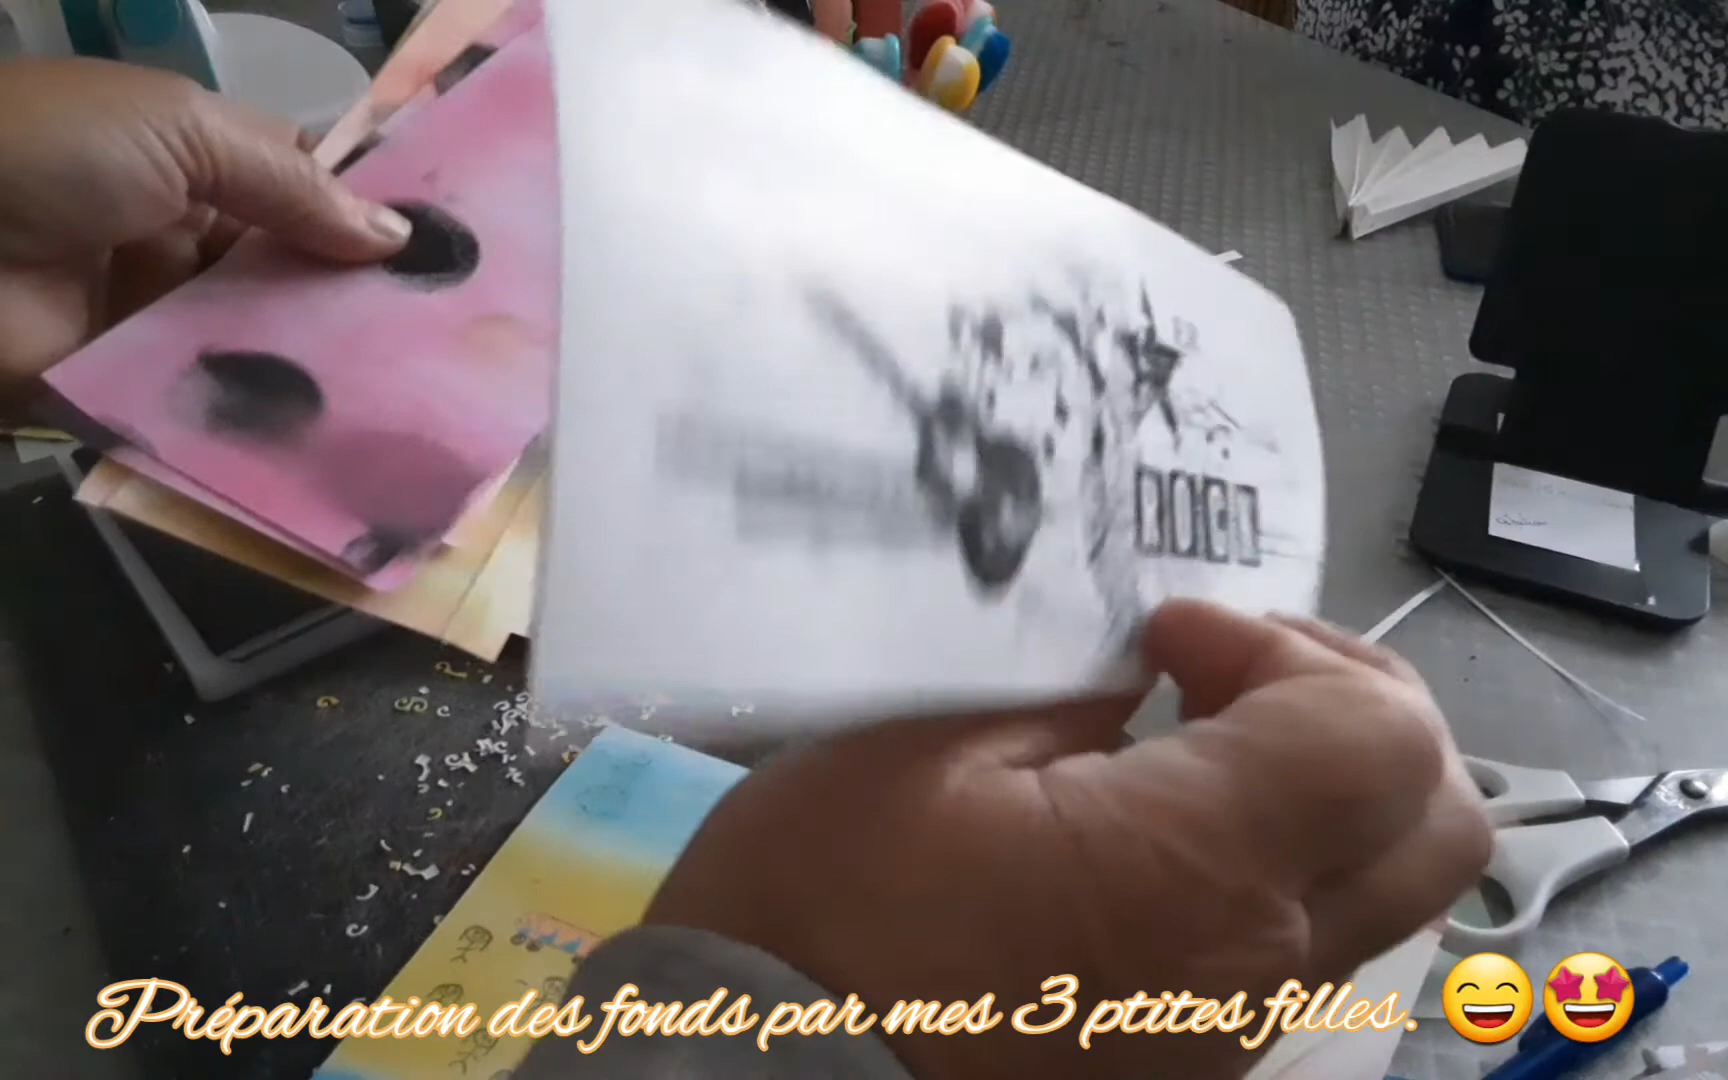 Préparation des fonds par mes 3 ptites filles. 😄🤩